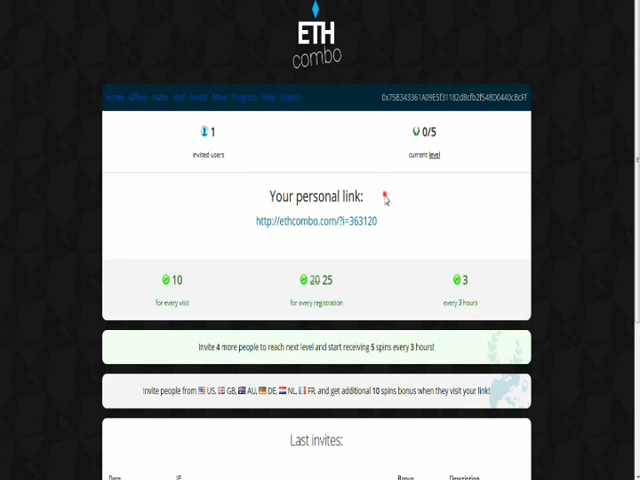 ETH
combo
Home Offers Invite Visit Invest More Progress Help Logout
1
invited users
0/5
current level
Your personal link:
http://ethcombo.com/?i=363120
10
for every visit
20 25
for every registration
3
every 3 hours
Invite 4 more people to reach next level and start receiving 5 spins every 3 hours!
Invite people from US, GB, AU, DE, NL, FR, and get additional 10 spins bonus when they visit your link!
Last invites:
Date IP Bonus Description